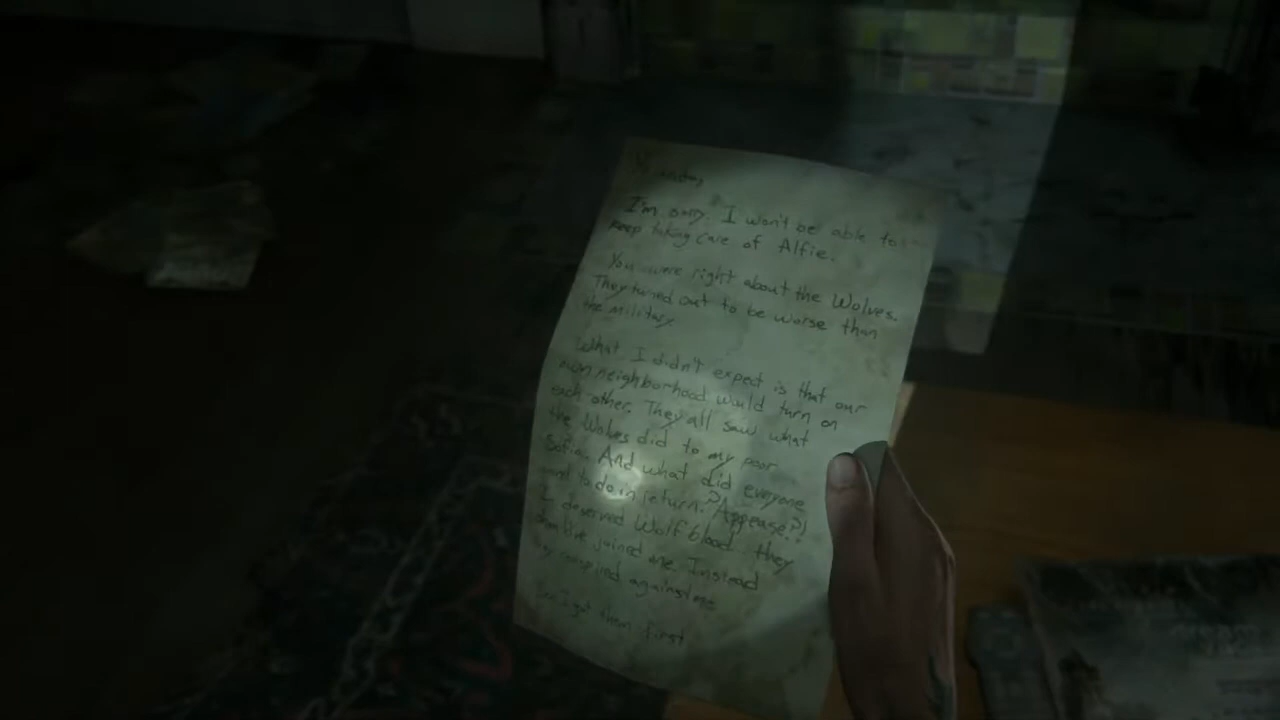 I'm sorry. I won't be able to
keep taking care of Alfie.
You were right about the Wolves.
They turned out to be worse than
the military.
What I didn't expect is that our
own neighborhood would turn on
each other. They all saw what
the Wolves did to my poor
Sofia. And what did everyone
want to do in return? Appease?!
I deserved Wolf blood. they
should've joined me. Instead
they conspired against me
So I got them first